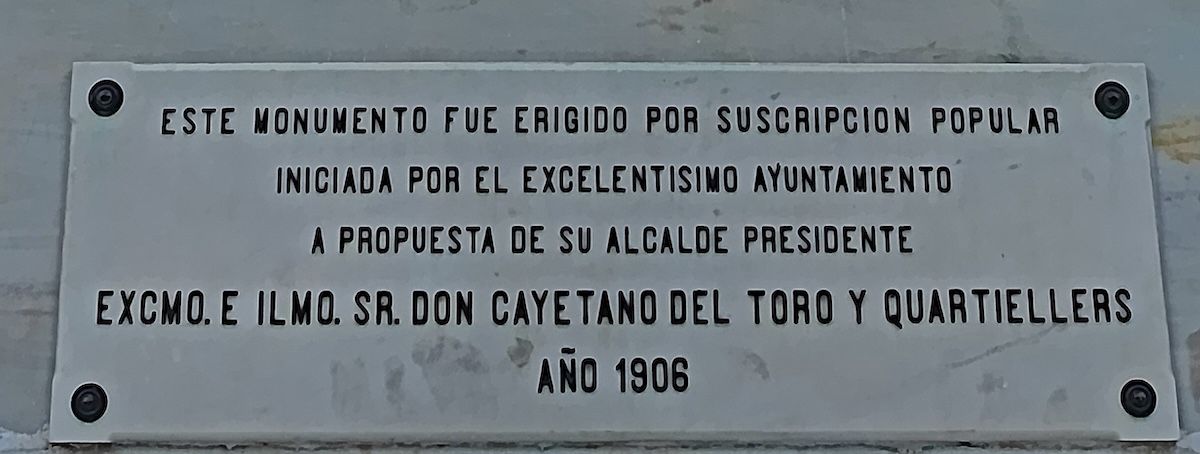 ESTE MONUMENTO FUE ERIGIDO POR SUSCRIPCION POPULAR
INICIADA POR EL EXCELENTISIMO AYUNTAMIENTO
A PROPUESTA DE SU ALCALDE PRESIDENTE
EXCMO. E ILMO. SR. DON CAYETANO DEL TORO Y QUARTIELLERS
AÑO 1906